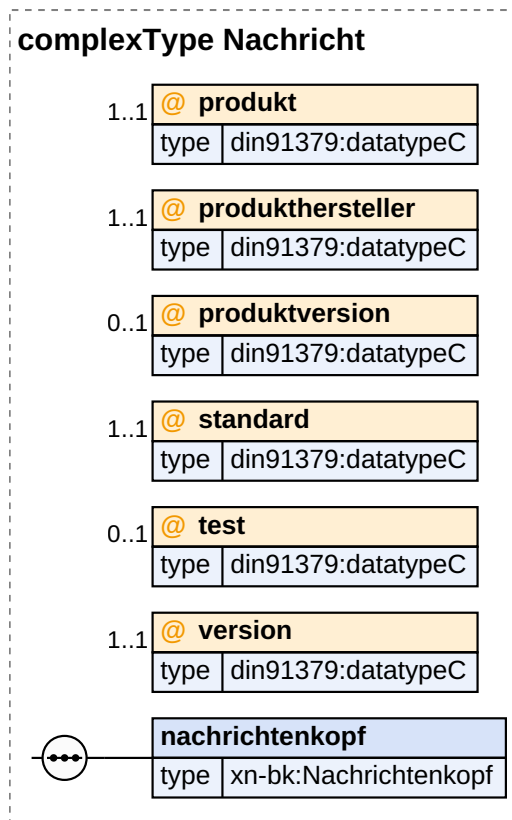 complexType Nachricht
1..1 @ produkt
type din91379:datatypeC
1..1 @ produkthersteller
type din91379:datatypeC
0..1 @ produktversion
type din91379:datatypeC
1..1 @ standard
type din91379:datatypeC
0..1 @ test
type din91379:datatypeC
1..1 @ version
type din91379:datatypeC
nachrichtenkopf
type xn-bk:Nachrichtenkopf